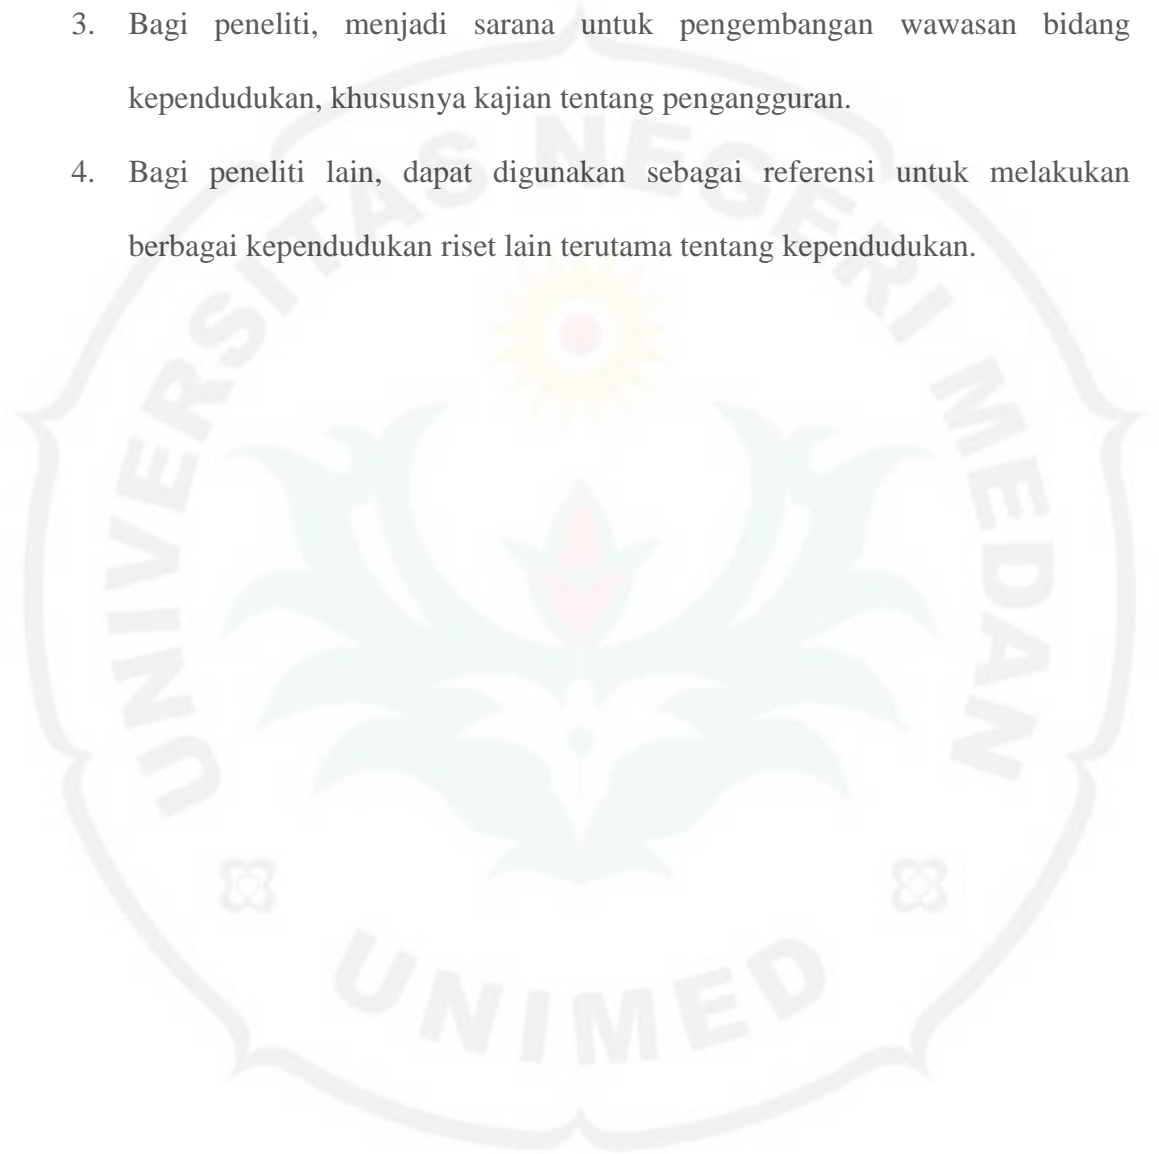 3. Bagi peneliti, menjadi sarana untuk pengembangan wawasan bidang
kependudukan, khususnya kajian tentang pengangguran.
4. Bagi peneliti lain, dapat digunakan sebagai referensi untuk melakukan
berbagai kependudukan riset lain terutama tentang kependudukan.
UNIVERSITAS NEGERI MEDAN
UNIMED